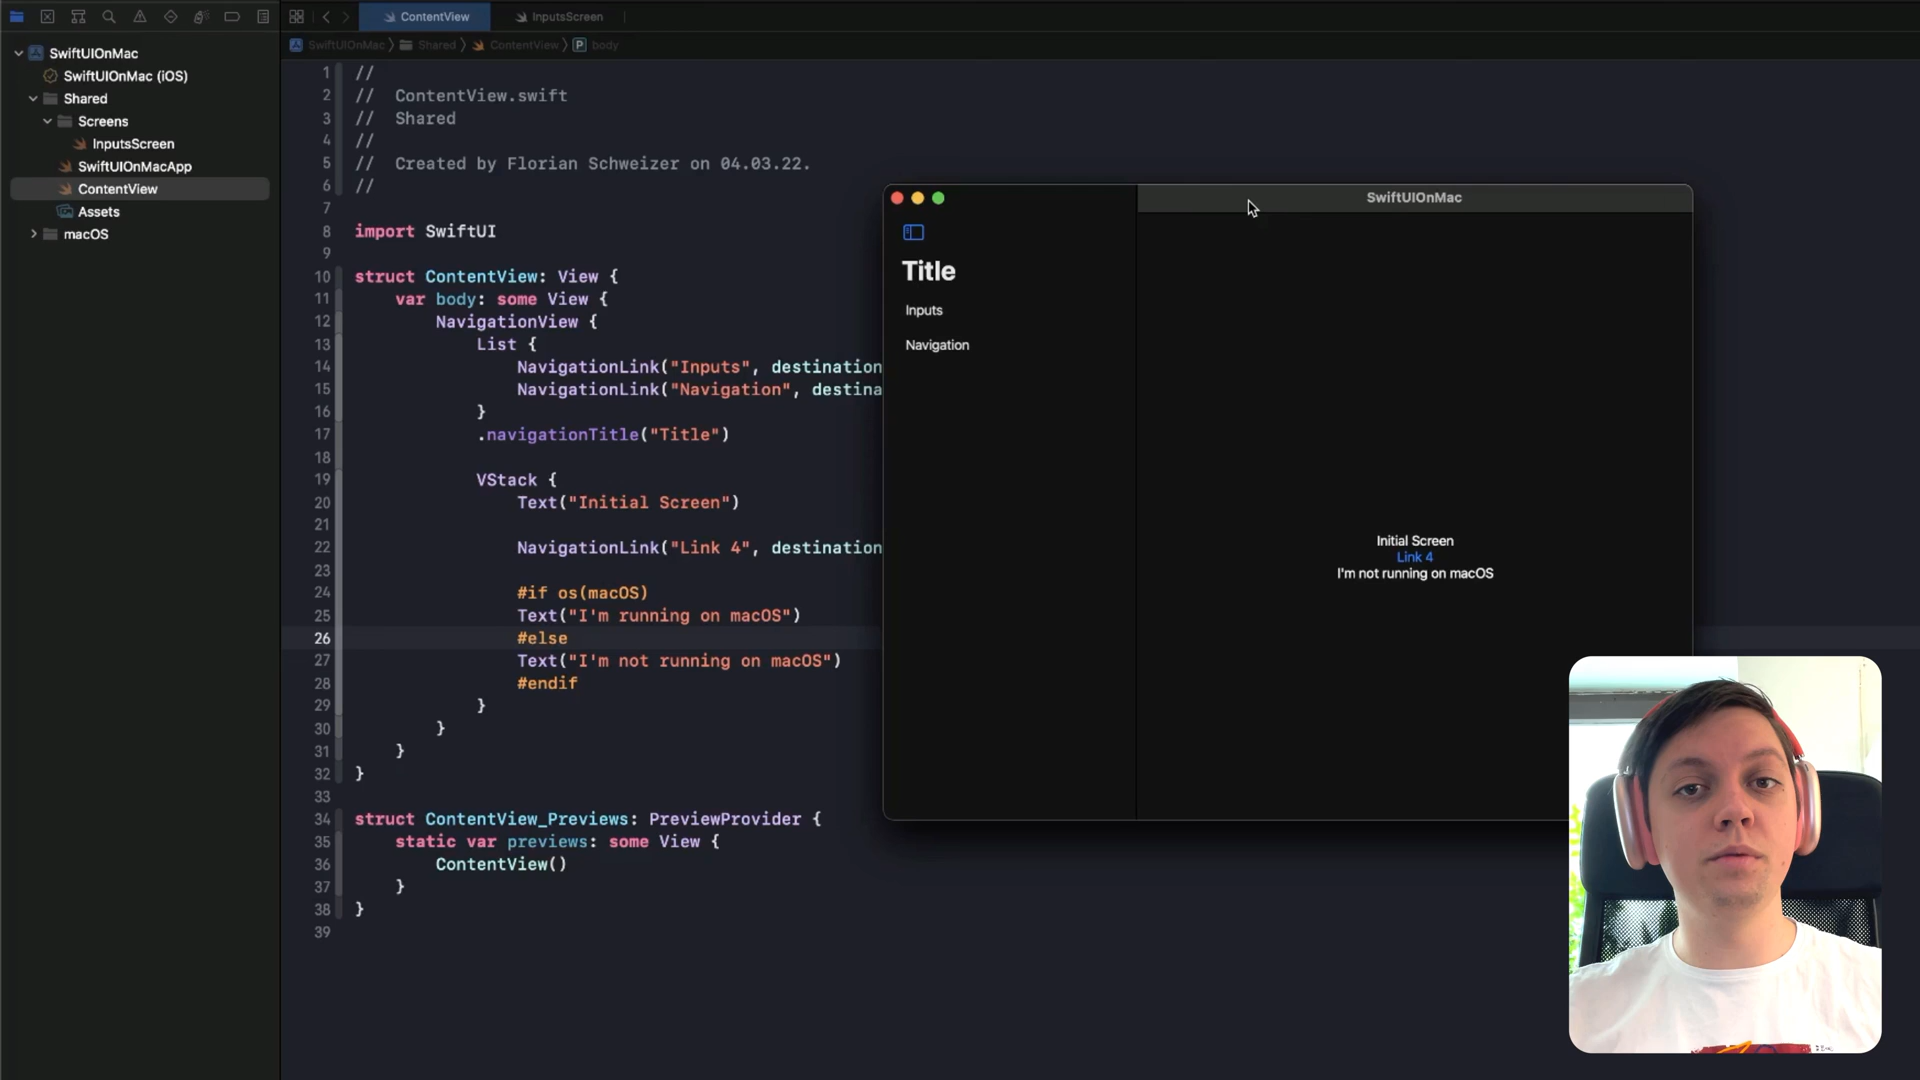 ContentView
InputsScreen
SwiftUIOnMac
Shared
ContentView
P
body
SwiftUIOnMac
SwiftUIOnMac (iOS)
Shared
Screens
InputsScreen
SwiftUIOnMacApp
ContentView
Assets
macOS
1 //
2 // ContentView.swift
3 // Shared
4 //
5 // Created by Florian Schweizer on 04.03.22.
6 //
7
8 import SwiftUI
9
10 struct ContentView: View {
11 var body: some View {
12 NavigationView {
13 List {
14 NavigationLink("Inputs", destination
15 NavigationLink("Navigation", destina
16 }
17 .navigationTitle("Title")
18
19 VStack {
20 Text("Initial Screen")
21
22 NavigationLink("Link 4", destination
23
24 #if os(macOS)
25 Text("I'm running on macOS")
26 #else
27 Text("I'm not running on macOS")
28 #endif
29 }
30 }
31 }
32 }
33
34 struct ContentView_Previews: PreviewProvider {
35 static var previews: some View {
36 ContentView()
37 }
38 }
39
SwiftUIOnMac
Title
Inputs
Navigation
Initial Screen
Link 4
I'm not running on macOS